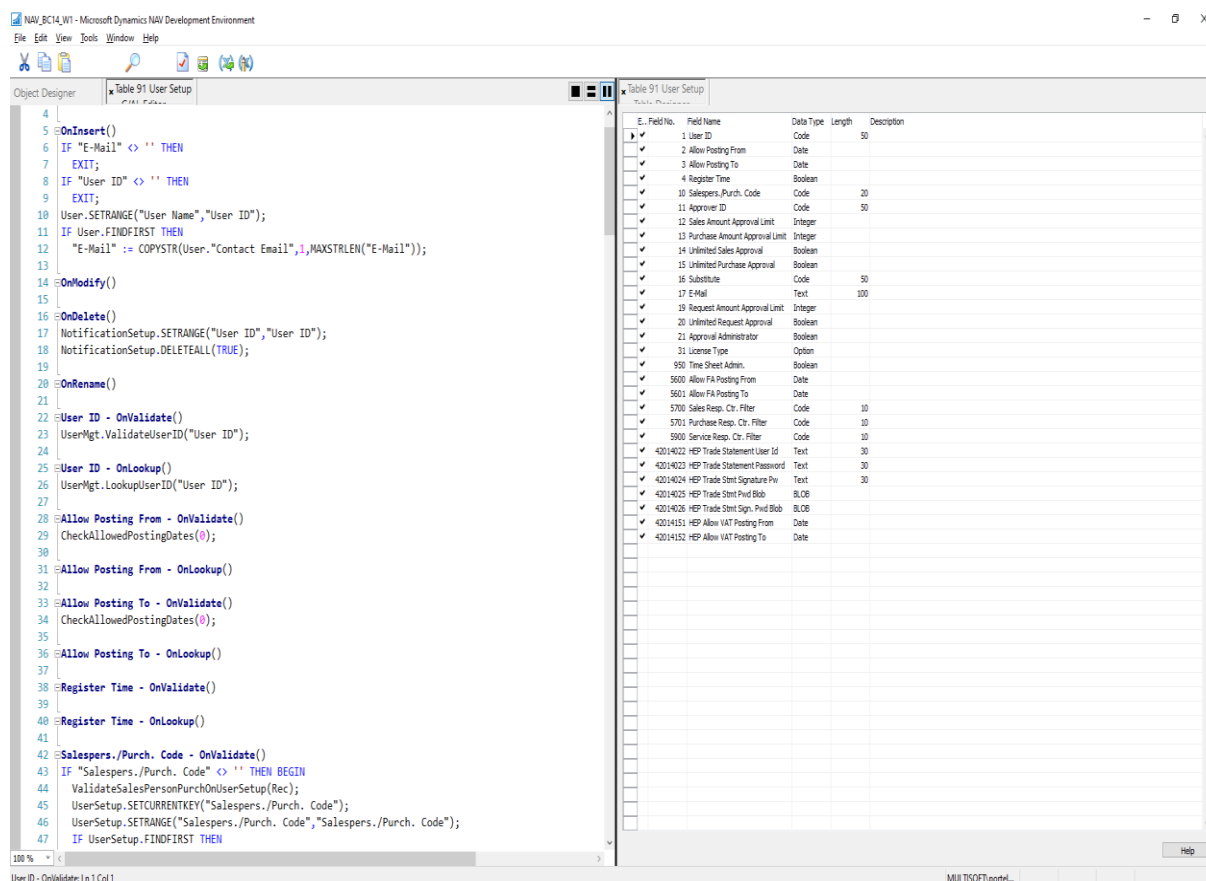 NAV_BC14_W1 - Microsoft Dynamics NAV Development Environment
File Edit View Tools Window Help
Object Designer
x Table 91 User Setup
4
5 OnInsert()
6 IF "E-Mail" <> '' THEN
7 EXIT;
8 IF "User ID" <> '' THEN
9 EXIT;
10 User.SETRANGE("User Name","User ID");
11 IF User.FINDFIRST THEN
12 "E-Mail" := COPYSTR(User."Contact Email",1,MAXSTRLEN("E-Mail"));
13
14 OnModify()
15
16 OnDelete()
17 NotificationSetup.SETRANGE("User ID","User ID");
18 NotificationSetup.DELETEALL(TRUE);
19
20 OnRename()
21
22 User ID - OnValidate()
23 UserMgt.ValidateUserID("User ID");
24
25 User ID - OnLookup()
26 UserMgt.LookupUserID("User ID");
27
28 Allow Posting From - OnValidate()
29 CheckAllowedPostingDates(0);
30
31 Allow Posting From - OnLookup()
32
33 Allow Posting To - OnValidate()
34 CheckAllowedPostingDates(0);
35
36 Allow Posting To - OnLookup()
37
38 Register Time - OnValidate()
39
40 Register Time - OnLookup()
41
42 Salespers./Purch. Code - OnValidate()
43 IF "Salespers./Purch. Code" <> '' THEN BEGIN
44 ValidateSalesPersonPurchOnUserSetup(Rec);
45 UserSetup.SETCURRENTKEY("Salespers./Purch. Code");
46 UserSetup.SETRANGE("Salespers./Purch. Code","Salespers./Purch. Code");
47 IF UserSetup.FINDFIRST THEN
100 %
x Table 91 User Setup
E.. Field No. Field Name Data Type Length Description
1 User ID Code 50
2 Allow Posting From Date
3 Allow Posting To Date
4 Register Time Boolean
10 Salespers./Purch. Code Code 20
11 Approver ID Code 50
12 Sales Amount Approval Limit Integer
13 Purchase Amount Approval Limit Integer
14 Unlimited Sales Approval Boolean
15 Unlimited Purchase Approval Boolean
16 Substitute Code 50
17 E-Mail Text 100
19 Request Amount Approval Limit Integer
20 Unlimited Request Approval Boolean
21 Approval Administrator Boolean
31 License Type Option
950 Time Sheet Admin. Boolean
5600 Allow FA Posting From Date
5601 Allow FA Posting To Date
5700 Sales Resp. Ctr. Filter Code 10
5701 Purchase Resp. Ctr. Filter Code 10
5900 Service Resp. Ctr. Filter Code 10
42014022 HEP Trade Statement User Id Text 30
42014023 HEP Trade Statement Password Text 30
42014024 HEP Trade Stmt Signature Pw Text 30
42014025 HEP Trade Stmt Pwd Blob BLOB
42014026 HEP Trade Stmt Sign. Pwd Blob BLOB
42014151 HEP Allow VAT Posting From Date
42014152 HEP Allow VAT Posting To Date
Help
User ID - OnValidate: Ln 1 Col 1